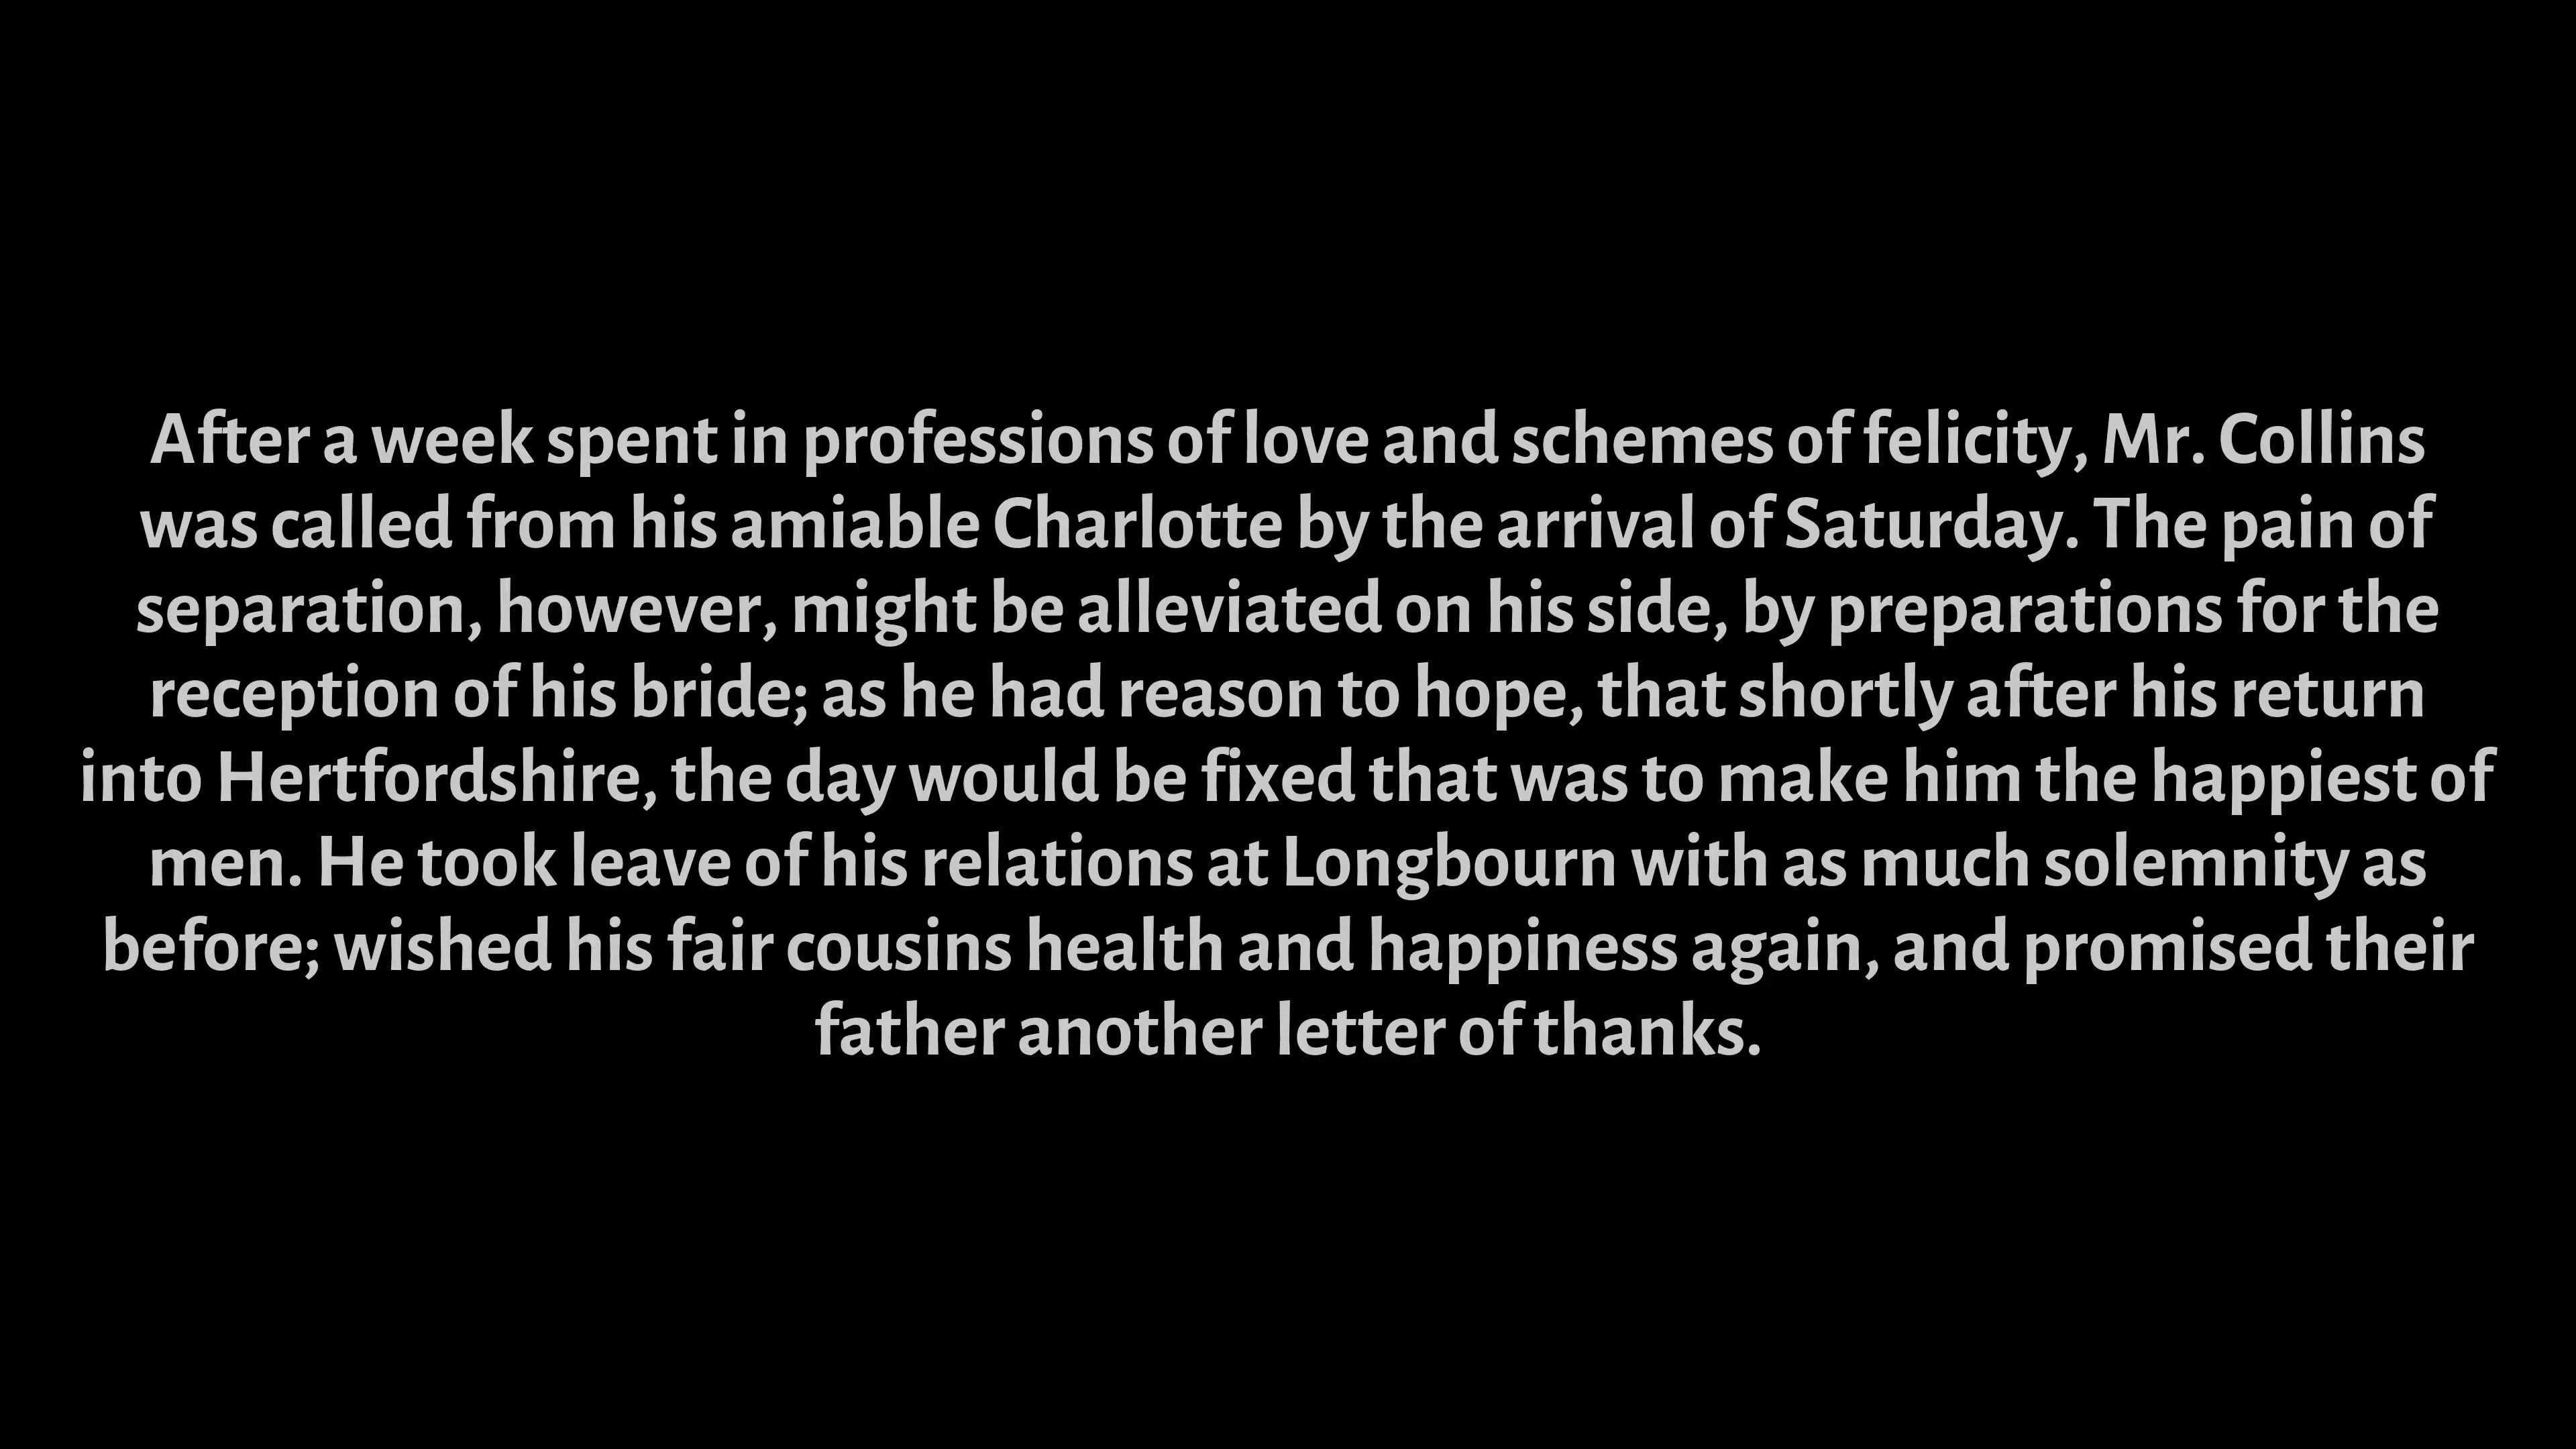 After a week spent in professions of love and schemes of felicity, Mr. Collins
was called from his amiable Charlotte by the arrival of Saturday. The pain of
separation, however, might be alleviated on his side, by preparations for the
reception of his bride; as he had reason to hope, that shortly after his return
into Hertfordshire, the day would be fixed that was to make him the happiest of
men. He took leave of his relations at Longbourn with as much solemnity as
before; wished his fair cousins health and happiness again, and promised their
father another letter of thanks.